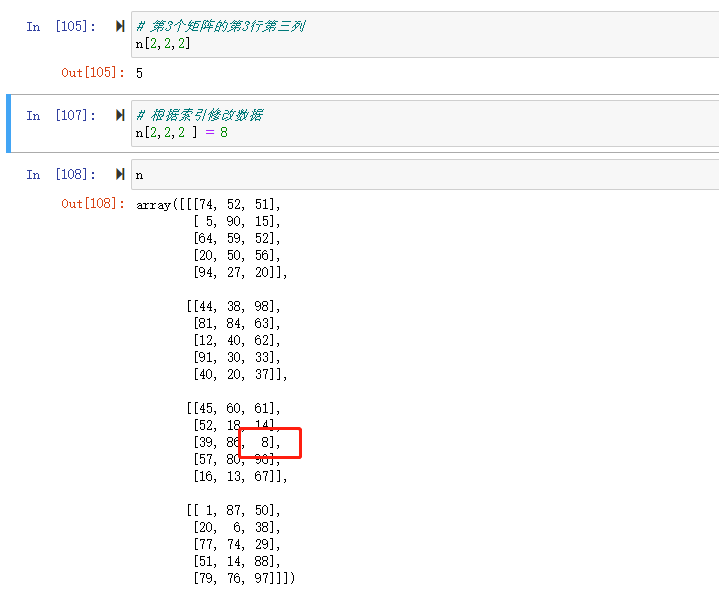 In [105]: # 第3个矩阵的第3行第三列
n[2,2,2]
Out[105]: 5
In [107]: # 根据索引修改数据
n[2,2,2 ] = 8
In [108]: n
Out[108]: array([[[74, 52, 51],
[ 5, 90, 15],
[64, 59, 52],
[20, 50, 56],
[94, 27, 20]],
[[44, 38, 98],
[81, 84, 63],
[12, 40, 62],
[91, 30, 33],
[40, 20, 37]],
[[45, 60, 61],
[52, 18, 14],
[39, 86, 8],
[57, 80, 96],
[16, 13, 67]],
[[ 1, 87, 50],
[20, 6, 38],
[77, 74, 29],
[51, 14, 88],
[79, 76, 97]]])